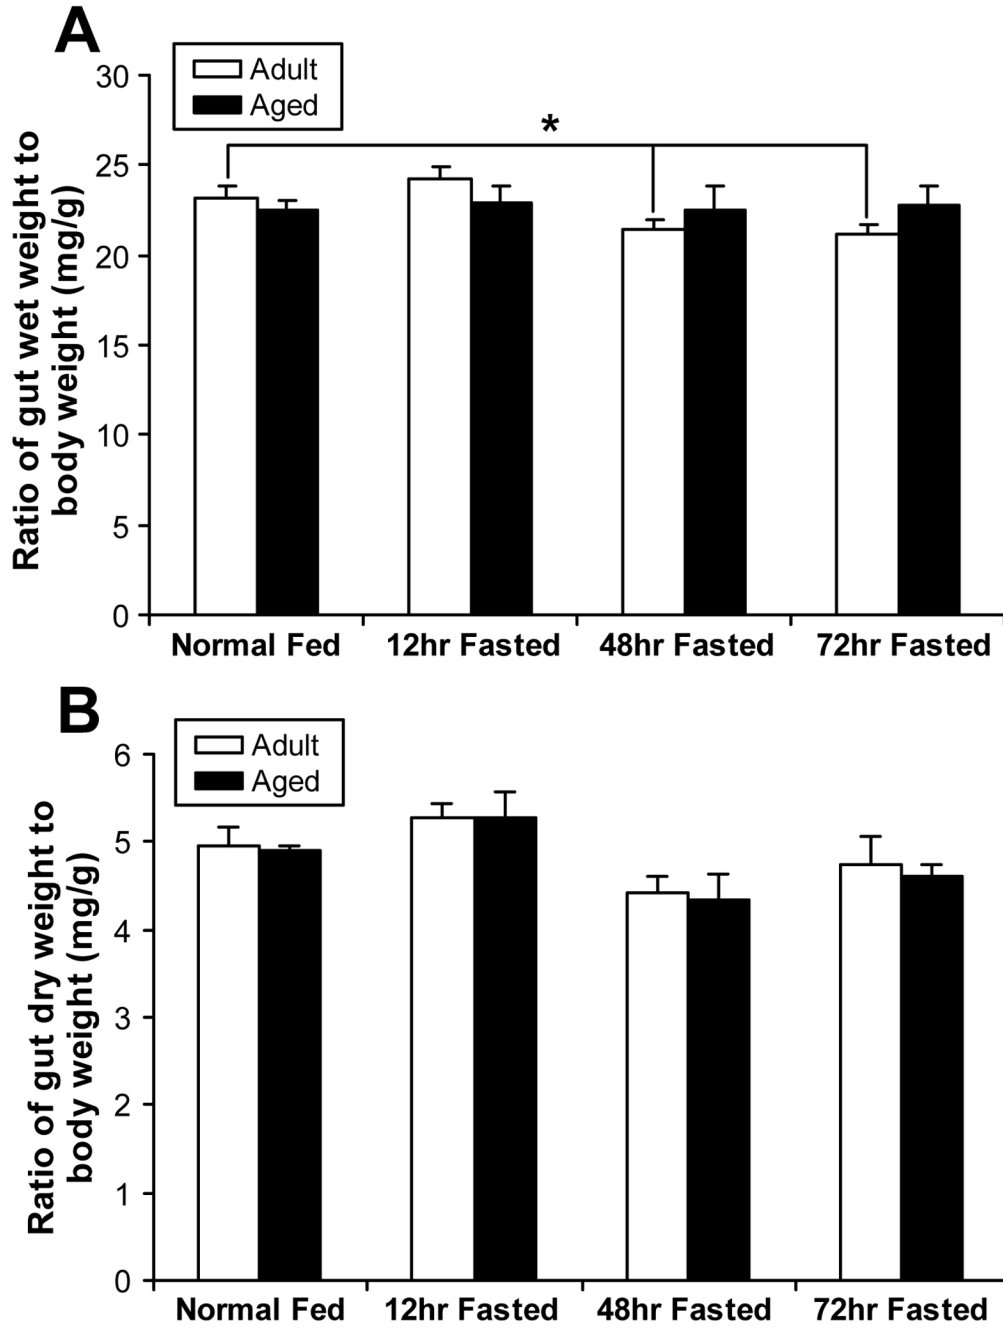 A
Adult
Aged
*
Ratio of gut wet weight to
body weight (mg/g)
30
25
20
15
10
5
0
Normal Fed 12hr Fasted 48hr Fasted 72hr Fasted
B
Adult
Aged
Ratio of gut dry weight to
body weight (mg/g)
6
5
4
3
2
1
0
Normal Fed 12hr Fasted 48hr Fasted 72hr Fasted